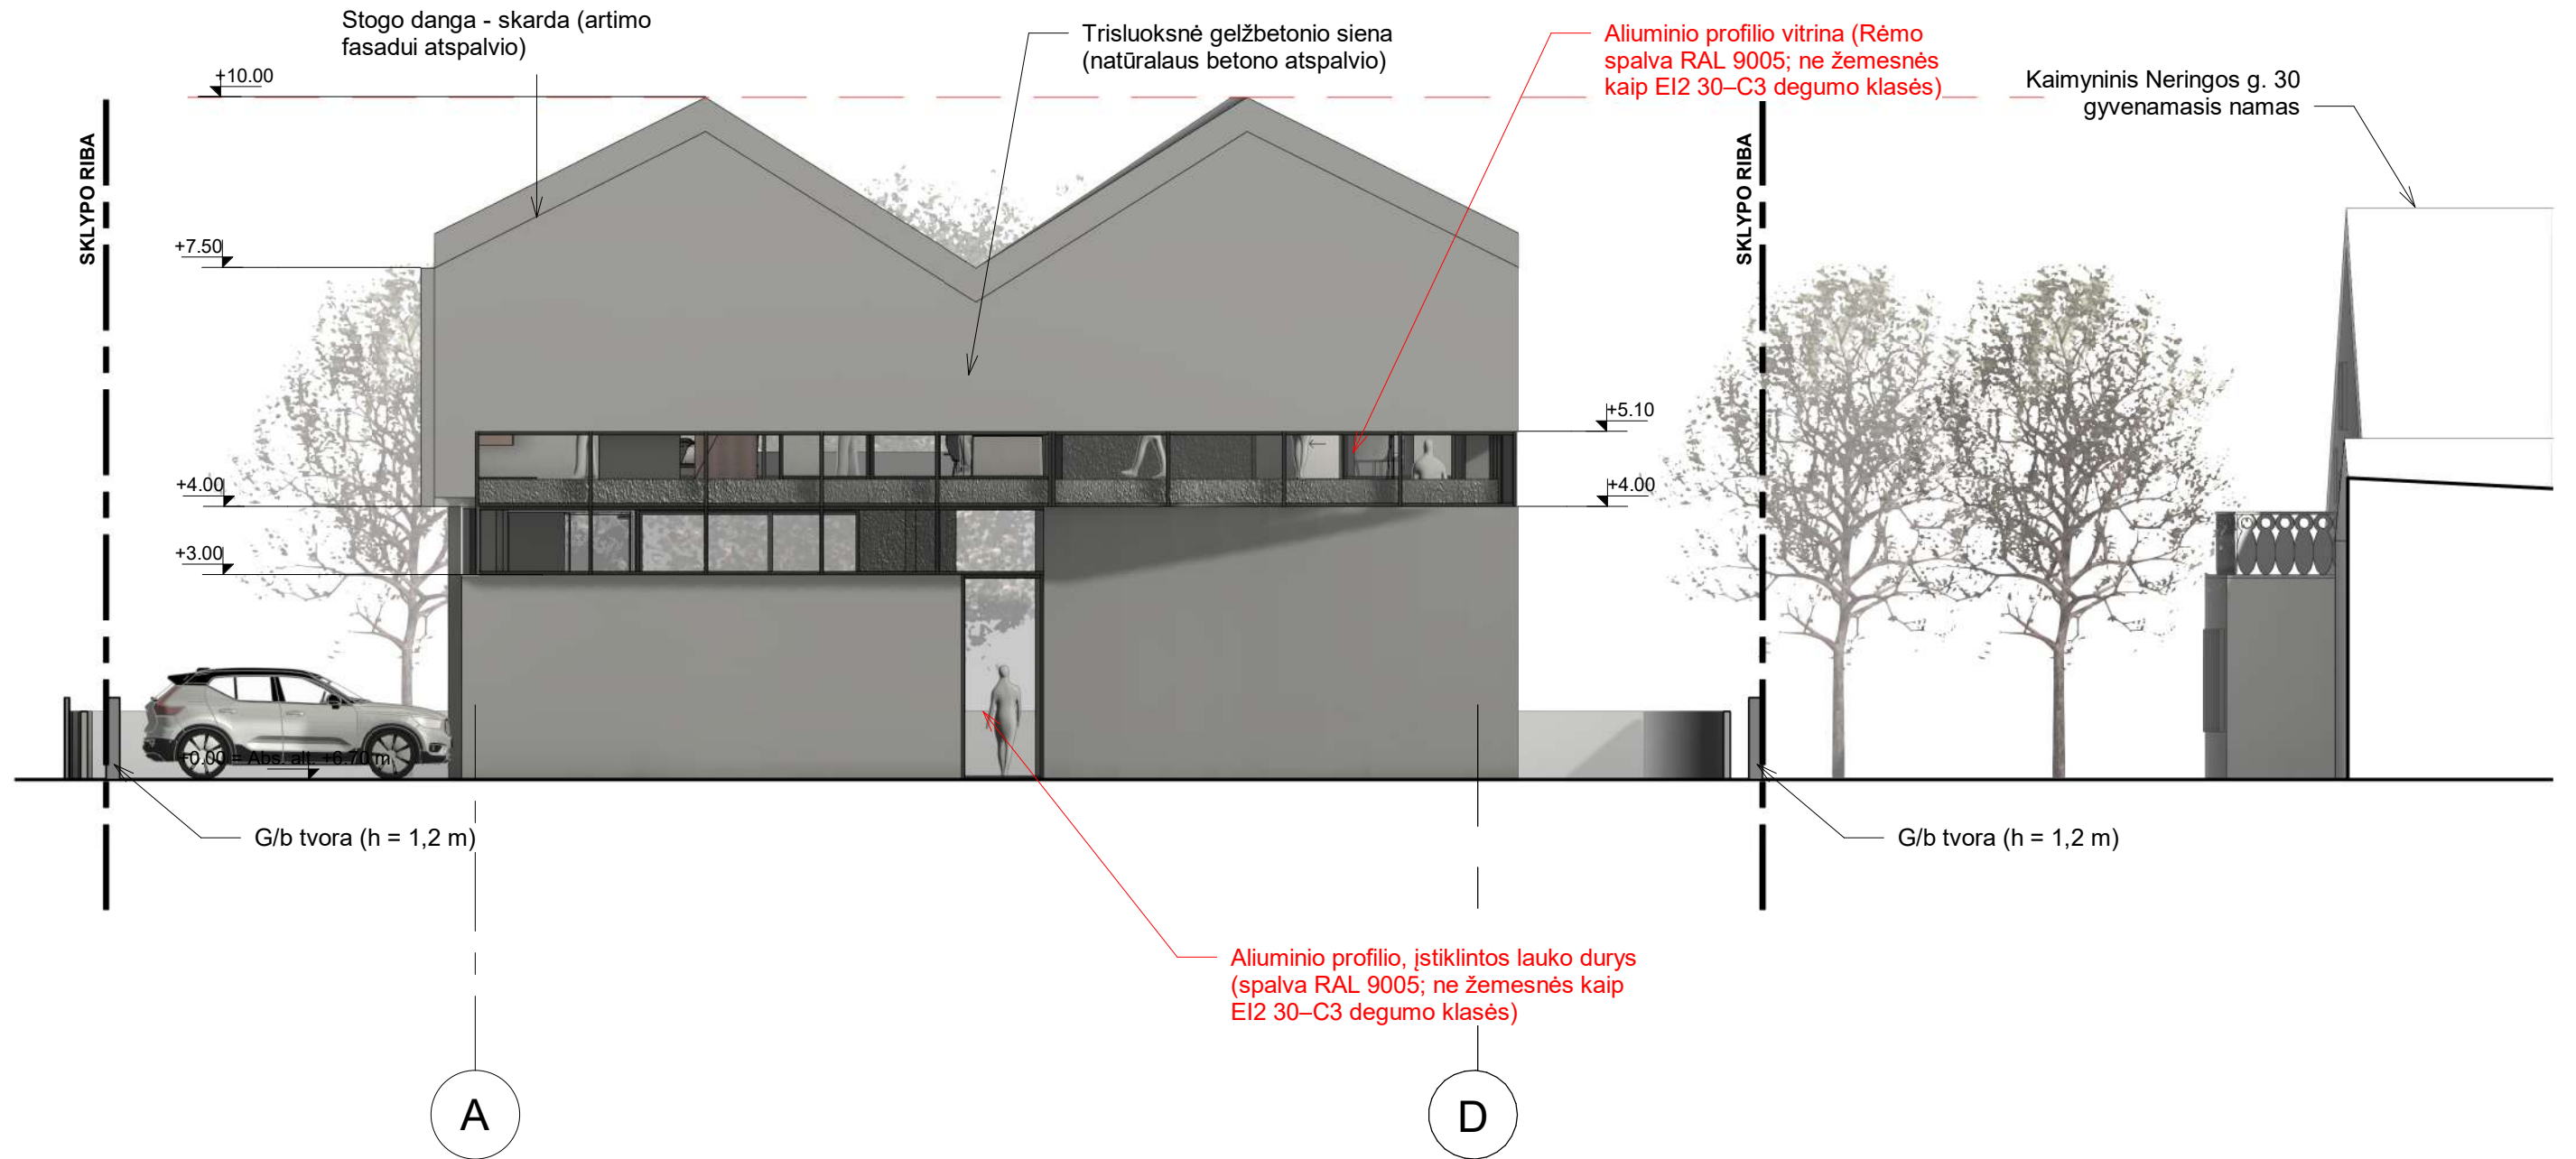 Stogo danga - skarda (artimo
fasadui atspalvio)
Trisluoksnė gelžbetonio siena
(natūralaus betono atspalvio)
Aliuminio profilio vitrina (Rėmo
spalva RAL 9005; ne žemesnės
kaip EI2 30–C3 degumo klasės)
Kaimyninis Neringos g. 30
gyvenamasis namas
+10.00
SKLYPO RIBA
SKLYPO RIBA
+7.50
+5.10
+4.00
+4.00
+3.00
+0.00 = Abs. alt. +6.70 m
G/b tvora (h = 1,2 m)
G/b tvora (h = 1,2 m)
Aliuminio profilio, įstiklintos lauko durys
(spalva RAL 9005; ne žemesnės kaip
EI2 30–C3 degumo klasės)
A
D